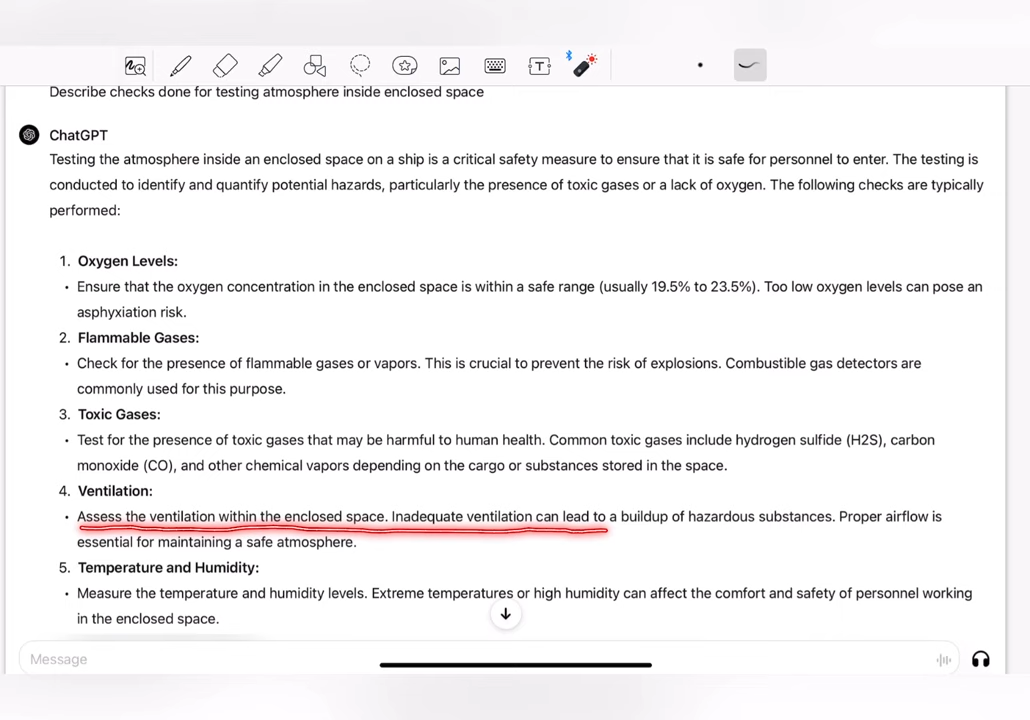 Describe checks done for testing atmosphere inside enclosed space
ChatGPT
Testing the atmosphere inside an enclosed space on a ship is a critical safety measure to ensure that it is safe for personnel to enter. The testing is
conducted to identify and quantify potential hazards, particularly the presence of toxic gases or a lack of oxygen. The following checks are typically
performed:
1. Oxygen Levels:
• Ensure that the oxygen concentration in the enclosed space is within a safe range (usually 19.5% to 23.5%). Too low oxygen levels can pose an
asphyxiation risk.
2. Flammable Gases:
• Check for the presence of flammable gases or vapors. This is crucial to prevent the risk of explosions. Combustible gas detectors are
commonly used for this purpose.
3. Toxic Gases:
• Test for the presence of toxic gases that may be harmful to human health. Common toxic gases include hydrogen sulfide (H2S), carbon
monoxide (CO), and other chemical vapors depending on the cargo or substances stored in the space.
4. Ventilation:
• Assess the ventilation within the enclosed space. Inadequate ventilation can lead to a buildup of hazardous substances. Proper airflow is
essential for maintaining a safe atmosphere.
5. Temperature and Humidity:
• Measure the temperature and humidity levels. Extreme temperatures or high humidity can affect the comfort and safety of personnel working
in the enclosed space.
Message